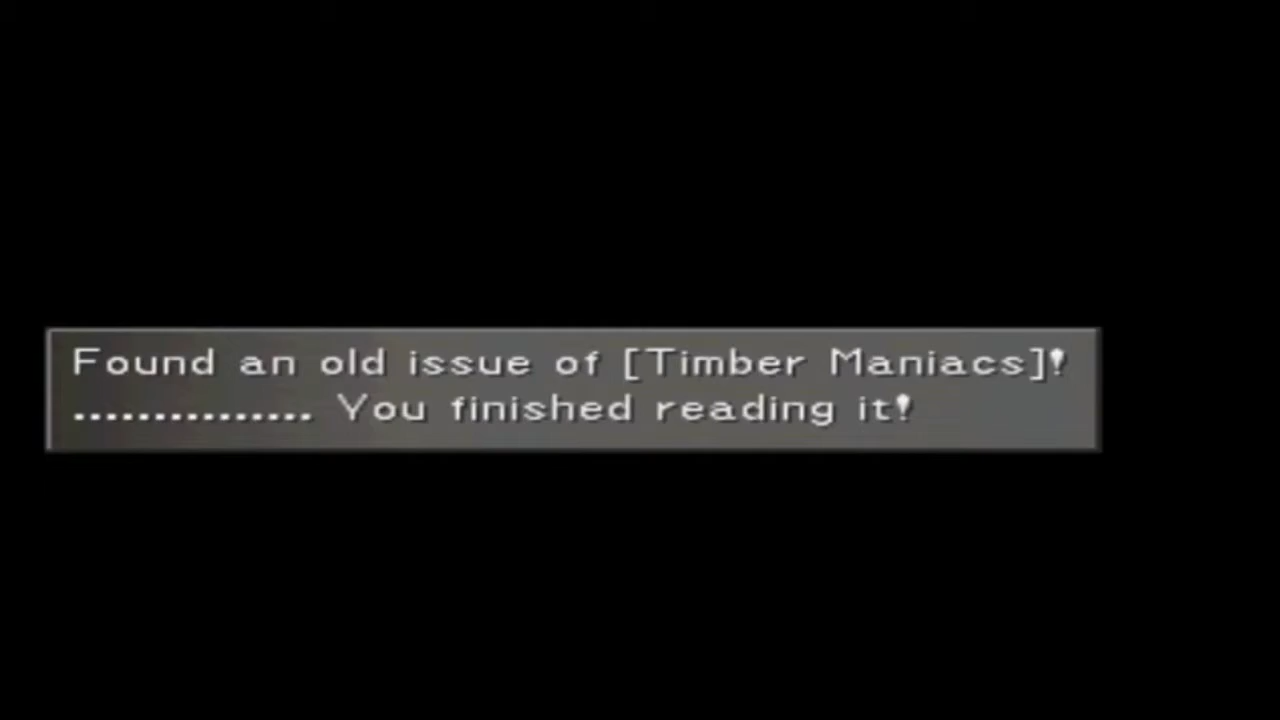 Found an old issue of [Timber Maniacs]!
............... You finished reading it!